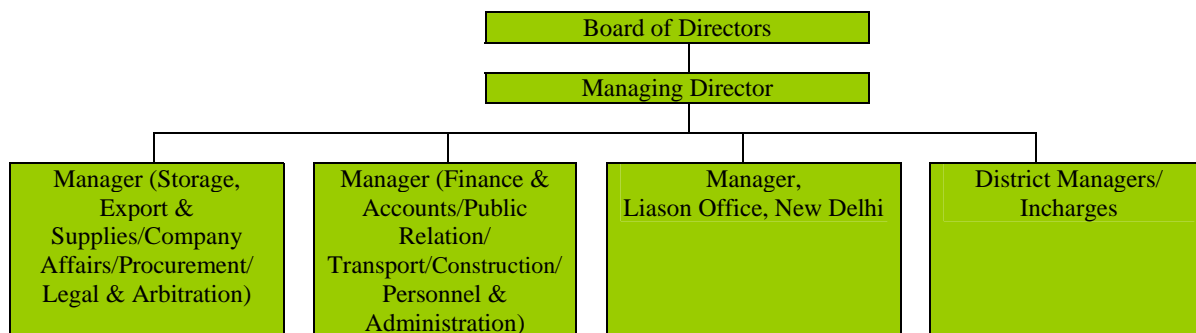 Board of Directors
Managing Director
Manager (Storage,
Export &
Supplies/Company
Affairs/Procurement/
Legal & Arbitration)
Manager (Finance &
Accounts/Public
Relation/
Transport/Construction/
Personnel &
Administration)
Manager,
Liason Office, New Delhi
District Managers/
Incharges